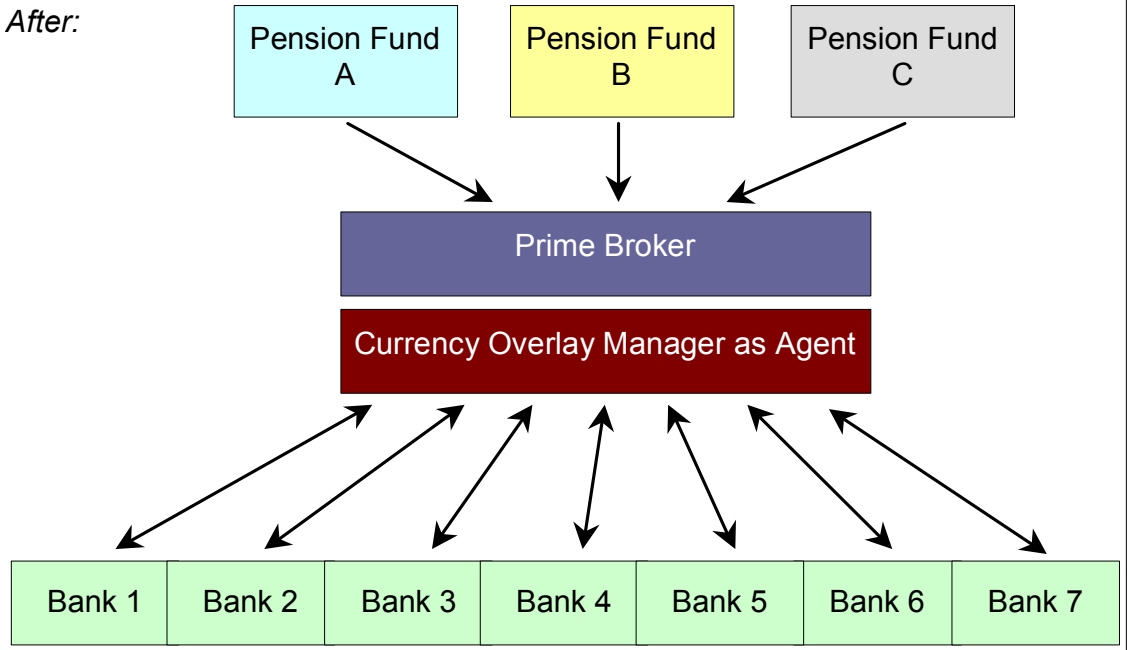 After:
Pension Fund
A
Pension Fund
B
Pension Fund
C
Prime Broker
Currency Overlay Manager as Agent
Bank 1
Bank 2
Bank 3
Bank 4
Bank 5
Bank 6
Bank 7